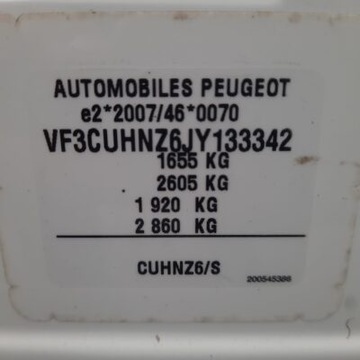 AUTOMOBILES PEUGEOT
e2*2007/46*0070
VF3CUHNZ6JY133342
1655 KG
2605 KG
1 920 KG
2 860 KG
CUHNZ6/S
200545386